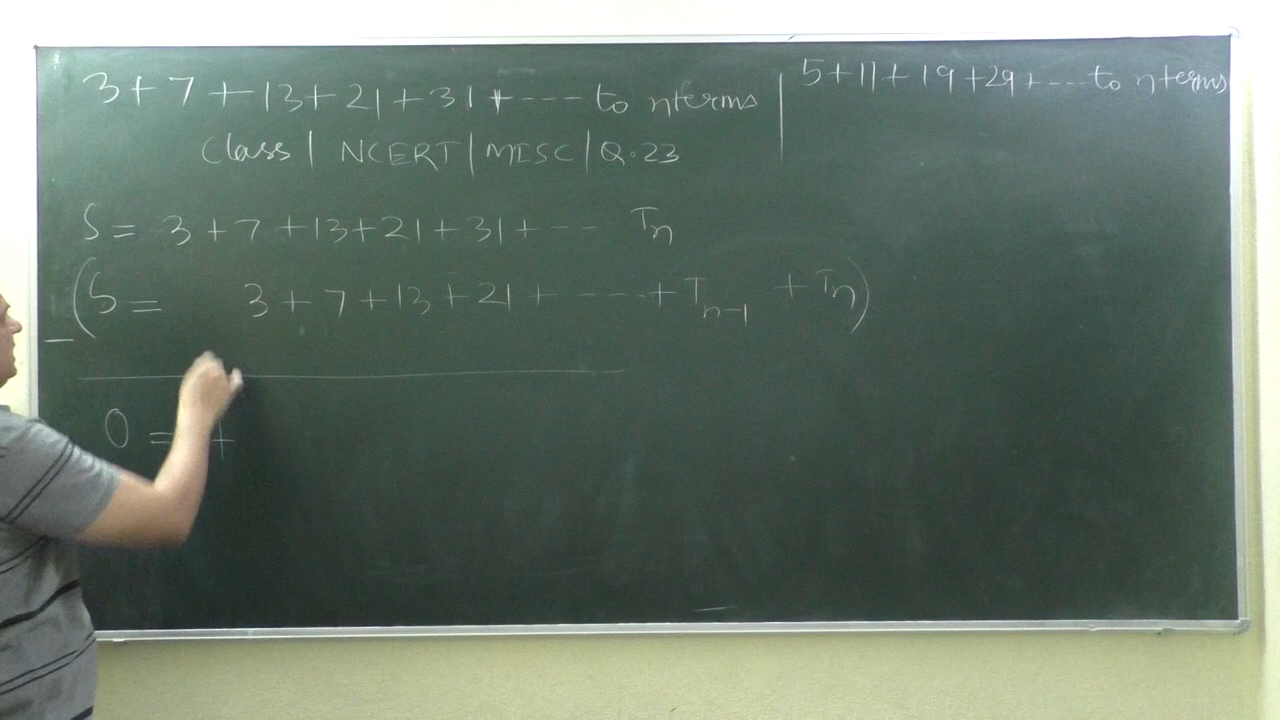 3 + 7 + 13 + 21 + 31 + ---- to n terms
5 + 11 + 19 + 29 + ---- to n terms
Class | NCERT | MISC | Q.23
S = 3 + 7 + 13 + 21 + 31 + --- Tn
- (S = 3 + 7 + 13 + 21 + ---- + Tn-1 + Tn)
0 = +